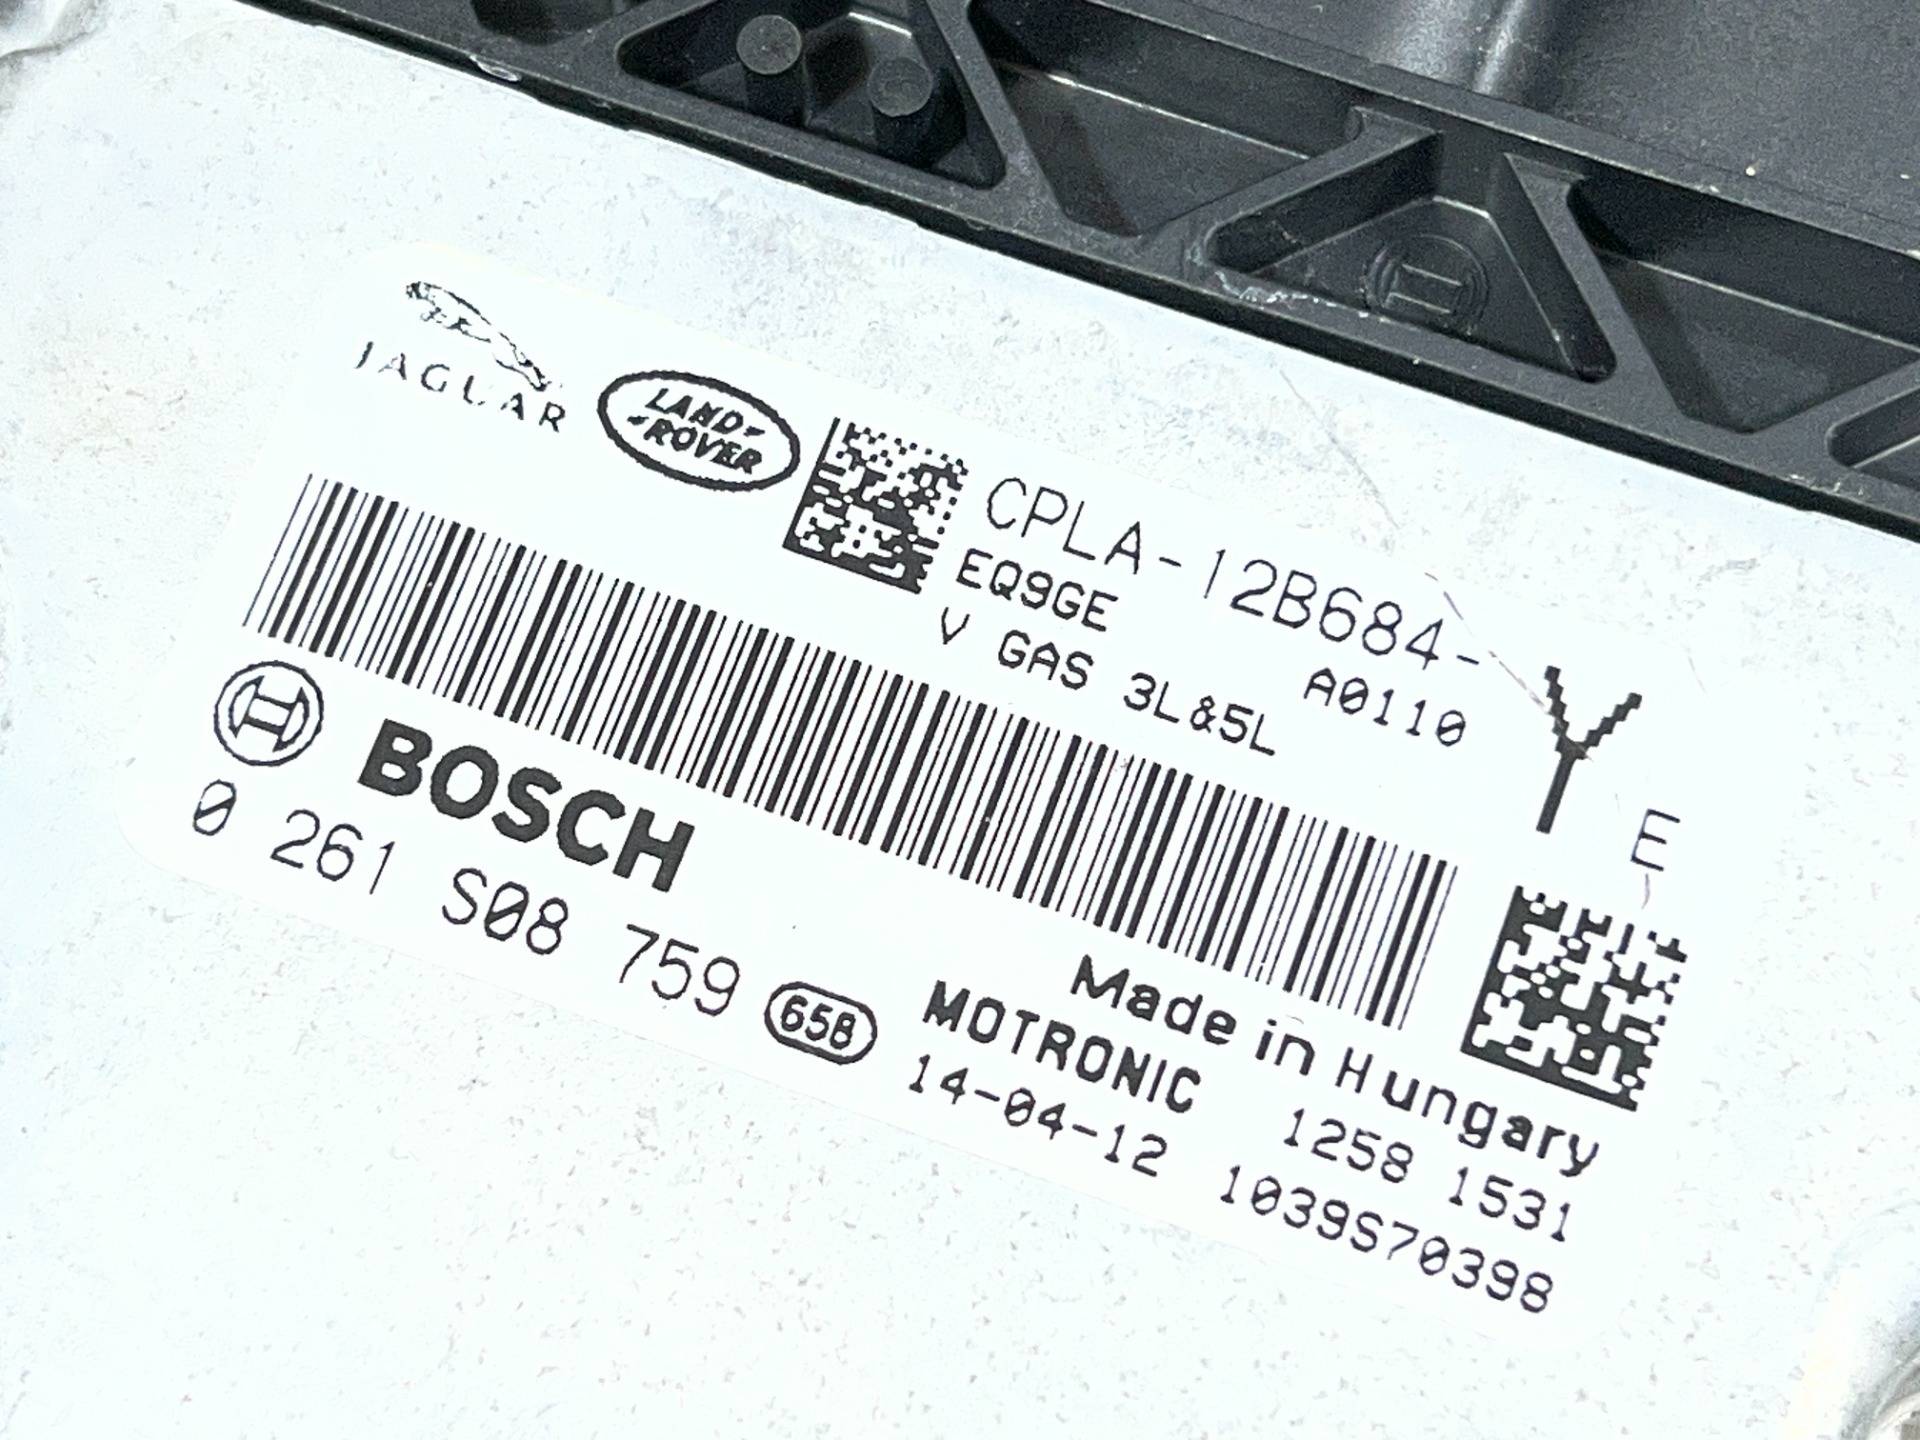 JAGUAR
LAND
ROVER
CPLA-12B684-YE
EQ9GE A0110
V GAS 3L&5L
BOSCH
0 261 S08 759
658
Made in Hungary
MOTRONIC 1258 1531
14-04-12 1039S70398